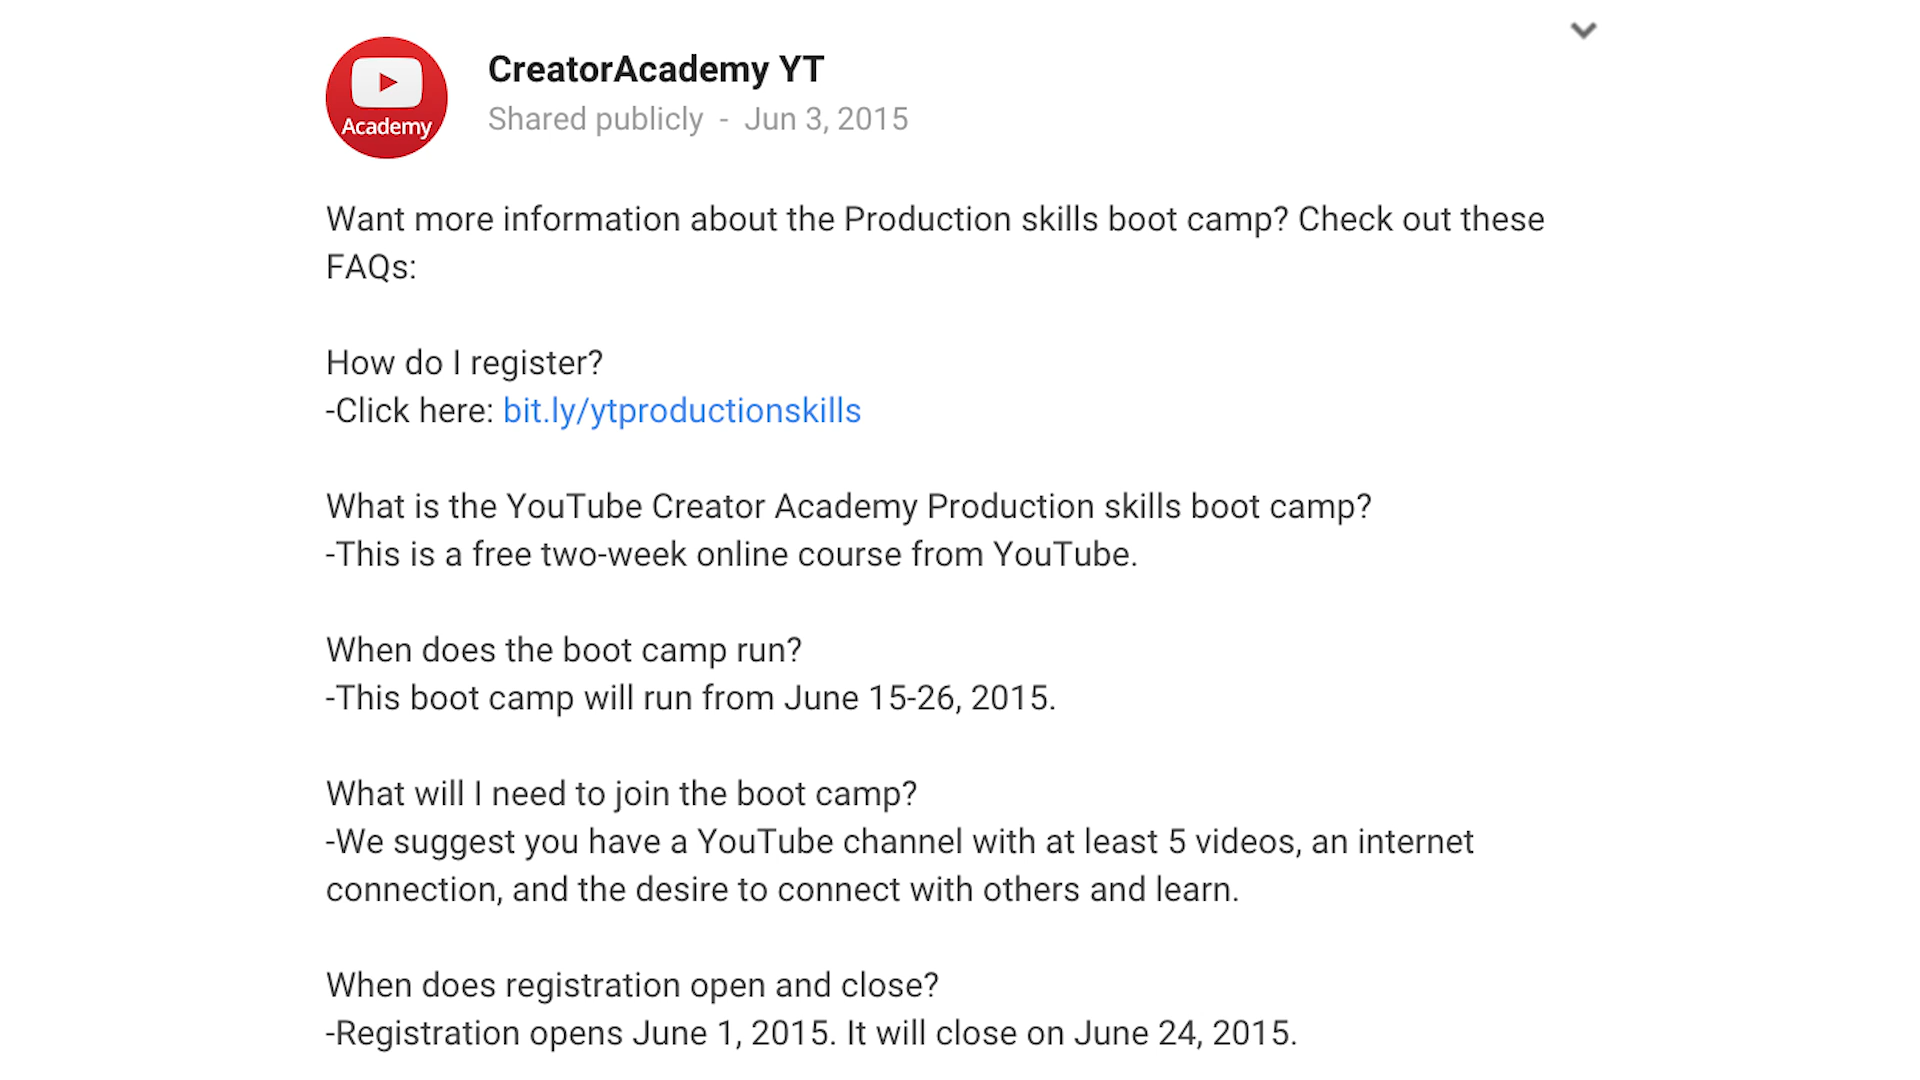 Academy
CreatorAcademy YT
Shared publicly - Jun 3, 2015
Want more information about the Production skills boot camp? Check out these
FAQs:
How do I register?
-Click here: bit.ly/ytproductionskills
What is the YouTube Creator Academy Production skills boot camp?
-This is a free two-week online course from YouTube.
When does the boot camp run?
-This boot camp will run from June 15-26, 2015.
What will I need to join the boot camp?
-We suggest you have a YouTube channel with at least 5 videos, an internet
connection, and the desire to connect with others and learn.
When does registration open and close?
-Registration opens June 1, 2015. It will close on June 24, 2015.